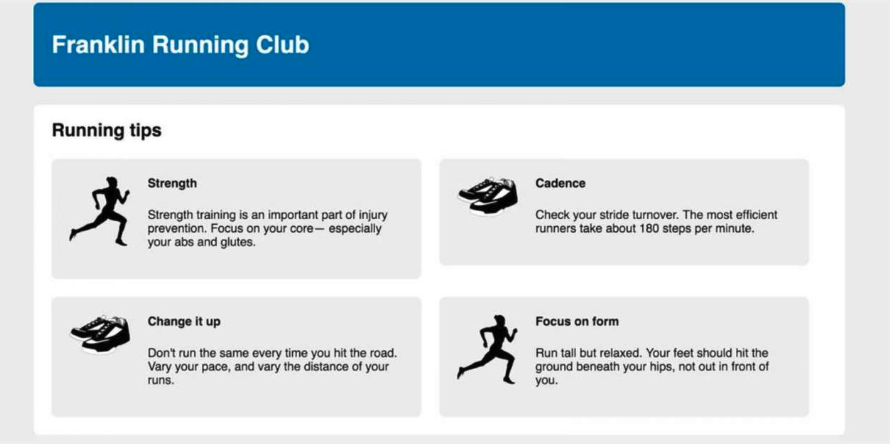 Franklin Running Club
Running tips
Strength
Strength training is an important part of injury
prevention. Focus on your core— especially
your abs and glutes.
Cadence
Check your stride turnover. The most efficient
runners take about 180 steps per minute.
Change it up
Don't run the same every time you hit the road.
Vary your pace, and vary the distance of your
runs.
Focus on form
Run tall but relaxed. Your feet should hit the
ground beneath your hips, not out in front of
you.